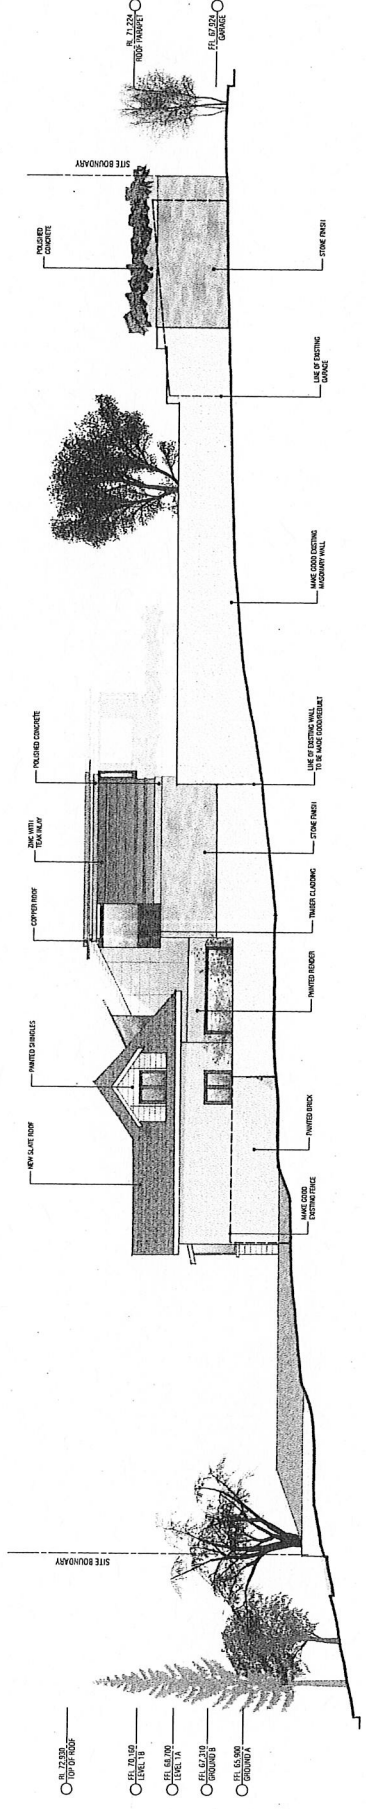 RL 72.930
TOP OF ROOF
FFL 70.160
LEVEL 1B
FFL 68.700
LEVEL 1A
FFL 67.310
GROUND B
FFL 65.900
GROUND A
SITE BOUNDARY
NEW SLATE ROOF
PAINTED SHINGLES
COPPER ROOF
ZINC WITH
TEAK INLAY
POLISHED CONCRETE
POLISHED
CONCRETE
SITE BOUNDARY
RL 71.224
ROOF PARAPET
FFL 67.924
GARAGE
MAKE GOOD
EXISTING FENCE
PAINTED BRICK
PAINTED RENDER
TIMBER CLADDING
STONE FINISH
LINE OF EXISTING WALL
TO BE MADE GOOD/REBUILT
MAKE GOOD EXISTING
MASONARY WALL
LINE OF EXISTING
GARAGE
STONE FINISH